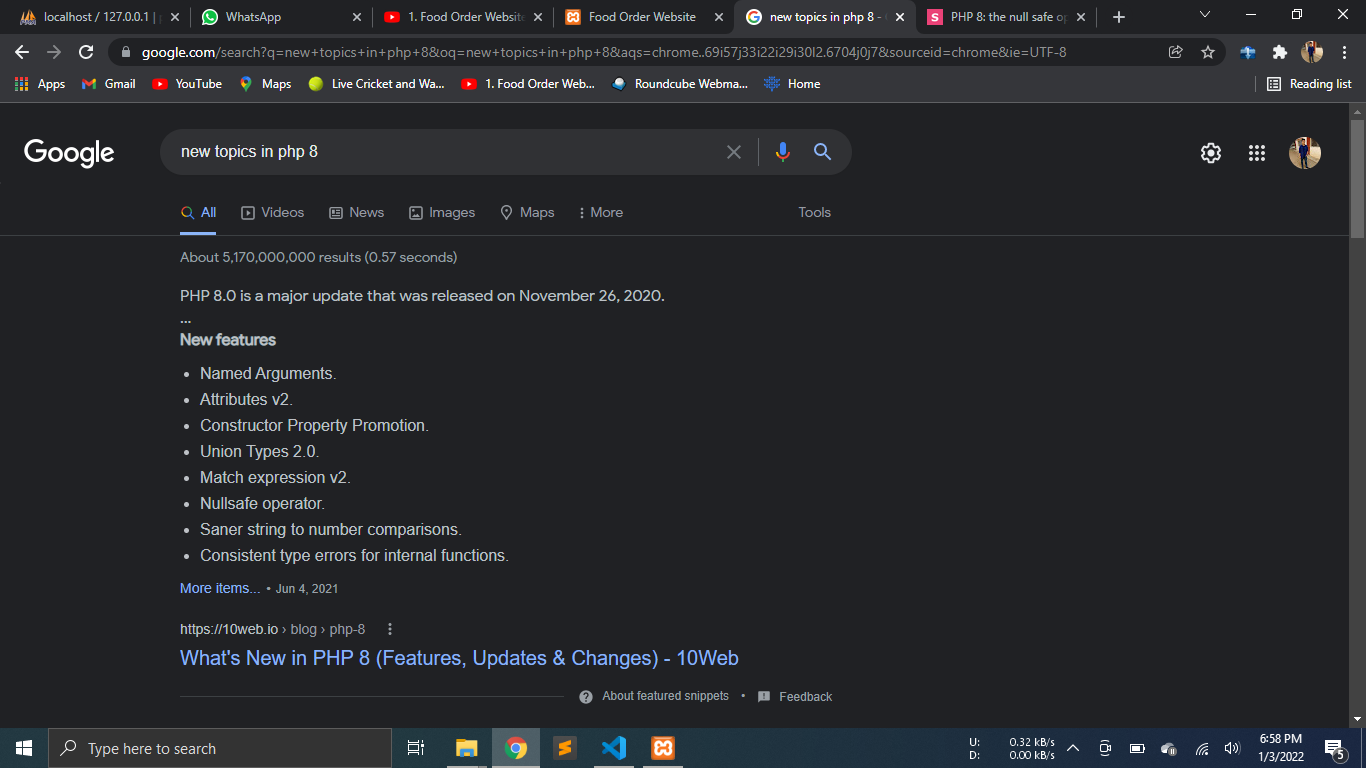 localhost / 127.0.0.1 | p
WhatsApp
1. Food Order Website
Food Order Website
new topics in php 8 - G
PHP 8: the null safe op
google.com/search?q=new+topics+in+php+8&oq=new+topics+in+php+8&aqs=chrome..69i57j33i22i29i30l2.6704j0j7&sourceid=chrome&ie=UTF-8
Apps
Gmail
YouTube
Maps
Live Cricket and Wa...
1. Food Order Web...
Roundcube Webma...
Home
Reading list
Google
new topics in php 8
All
Videos
News
Images
Maps
More
Tools
About 5,170,000,000 results (0.57 seconds)
PHP 8.0 is a major update that was released on November 26, 2020.
...
New features
• Named Arguments.
• Attributes v2.
• Constructor Property Promotion.
• Union Types 2.0.
• Match expression v2.
• Nullsafe operator.
• Saner string to number comparisons.
• Consistent type errors for internal functions.
More items... • Jun 4, 2021
https://10web.io › blog › php-8
What's New in PHP 8 (Features, Updates & Changes) - 10Web
About featured snippets • Feedback
Type here to search
U: 0.32 kB/s
D: 0.00 kB/s
6:58 PM
1/3/2022
5